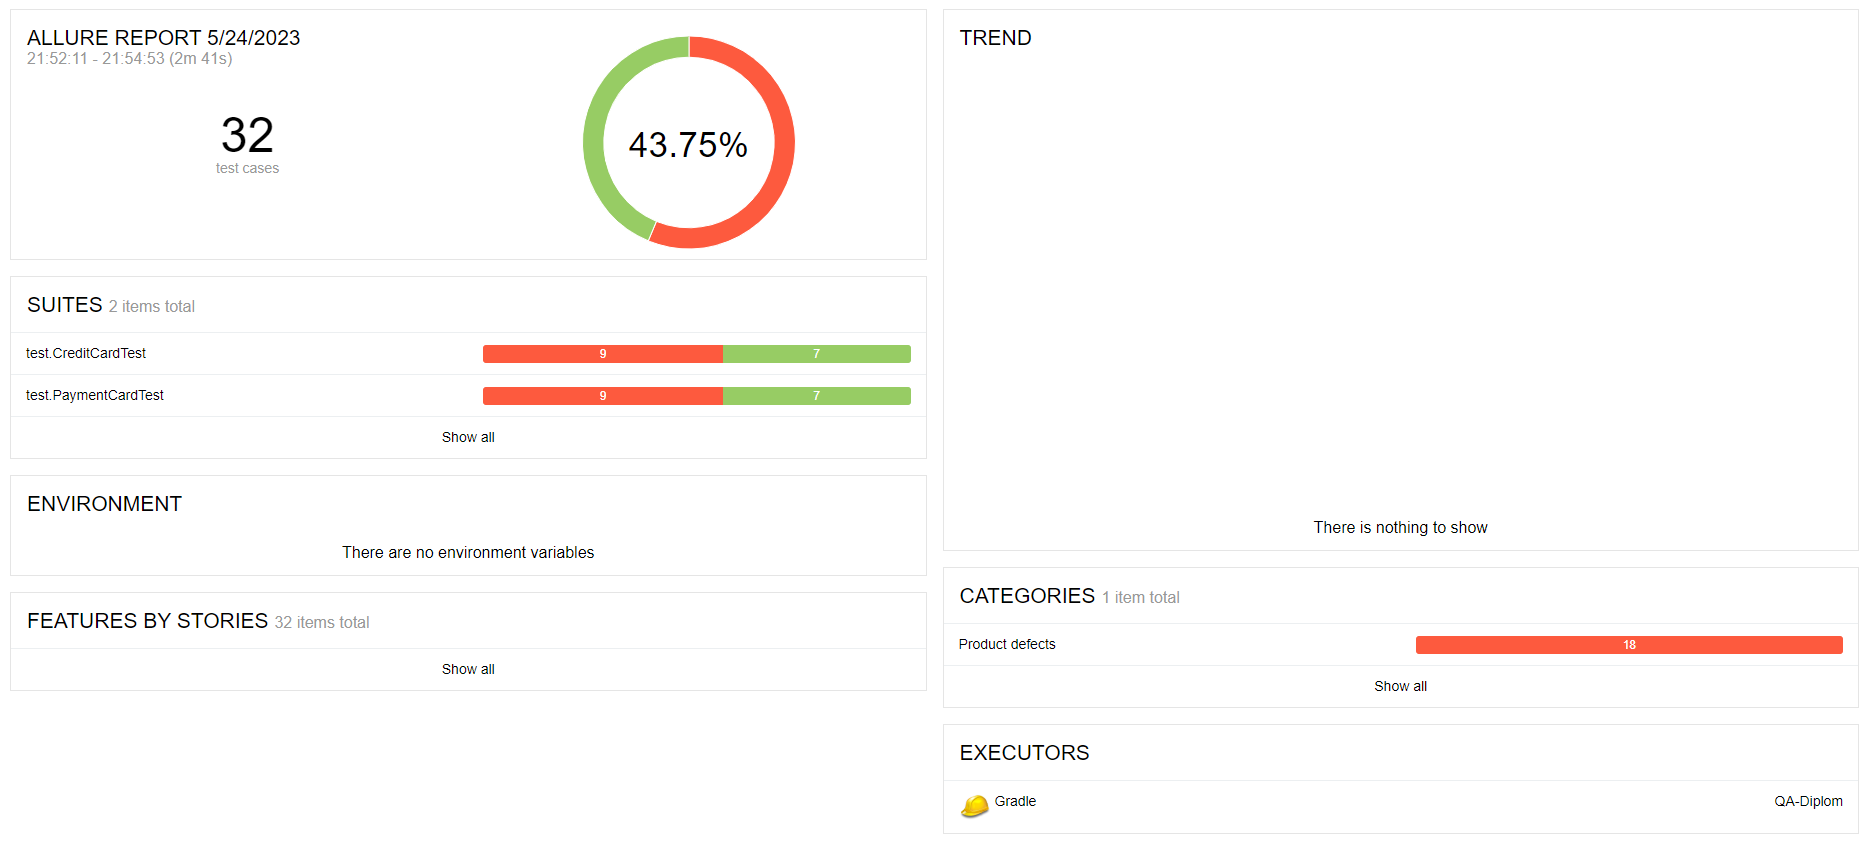 ALLURE REPORT 5/24/2023
21:52:11 - 21:54:53 (2m 41s)
32
test cases
43.75%
SUITES 2 items total
test.CreditCardTest 9 7
test.PaymentCardTest 9 7
Show all
ENVIRONMENT
There are no environment variables
FEATURES BY STORIES 32 items total
Show all
TREND
There is nothing to show
CATEGORIES 1 item total
Product defects 18
Show all
EXECUTORS
Gradle QA-Diplom